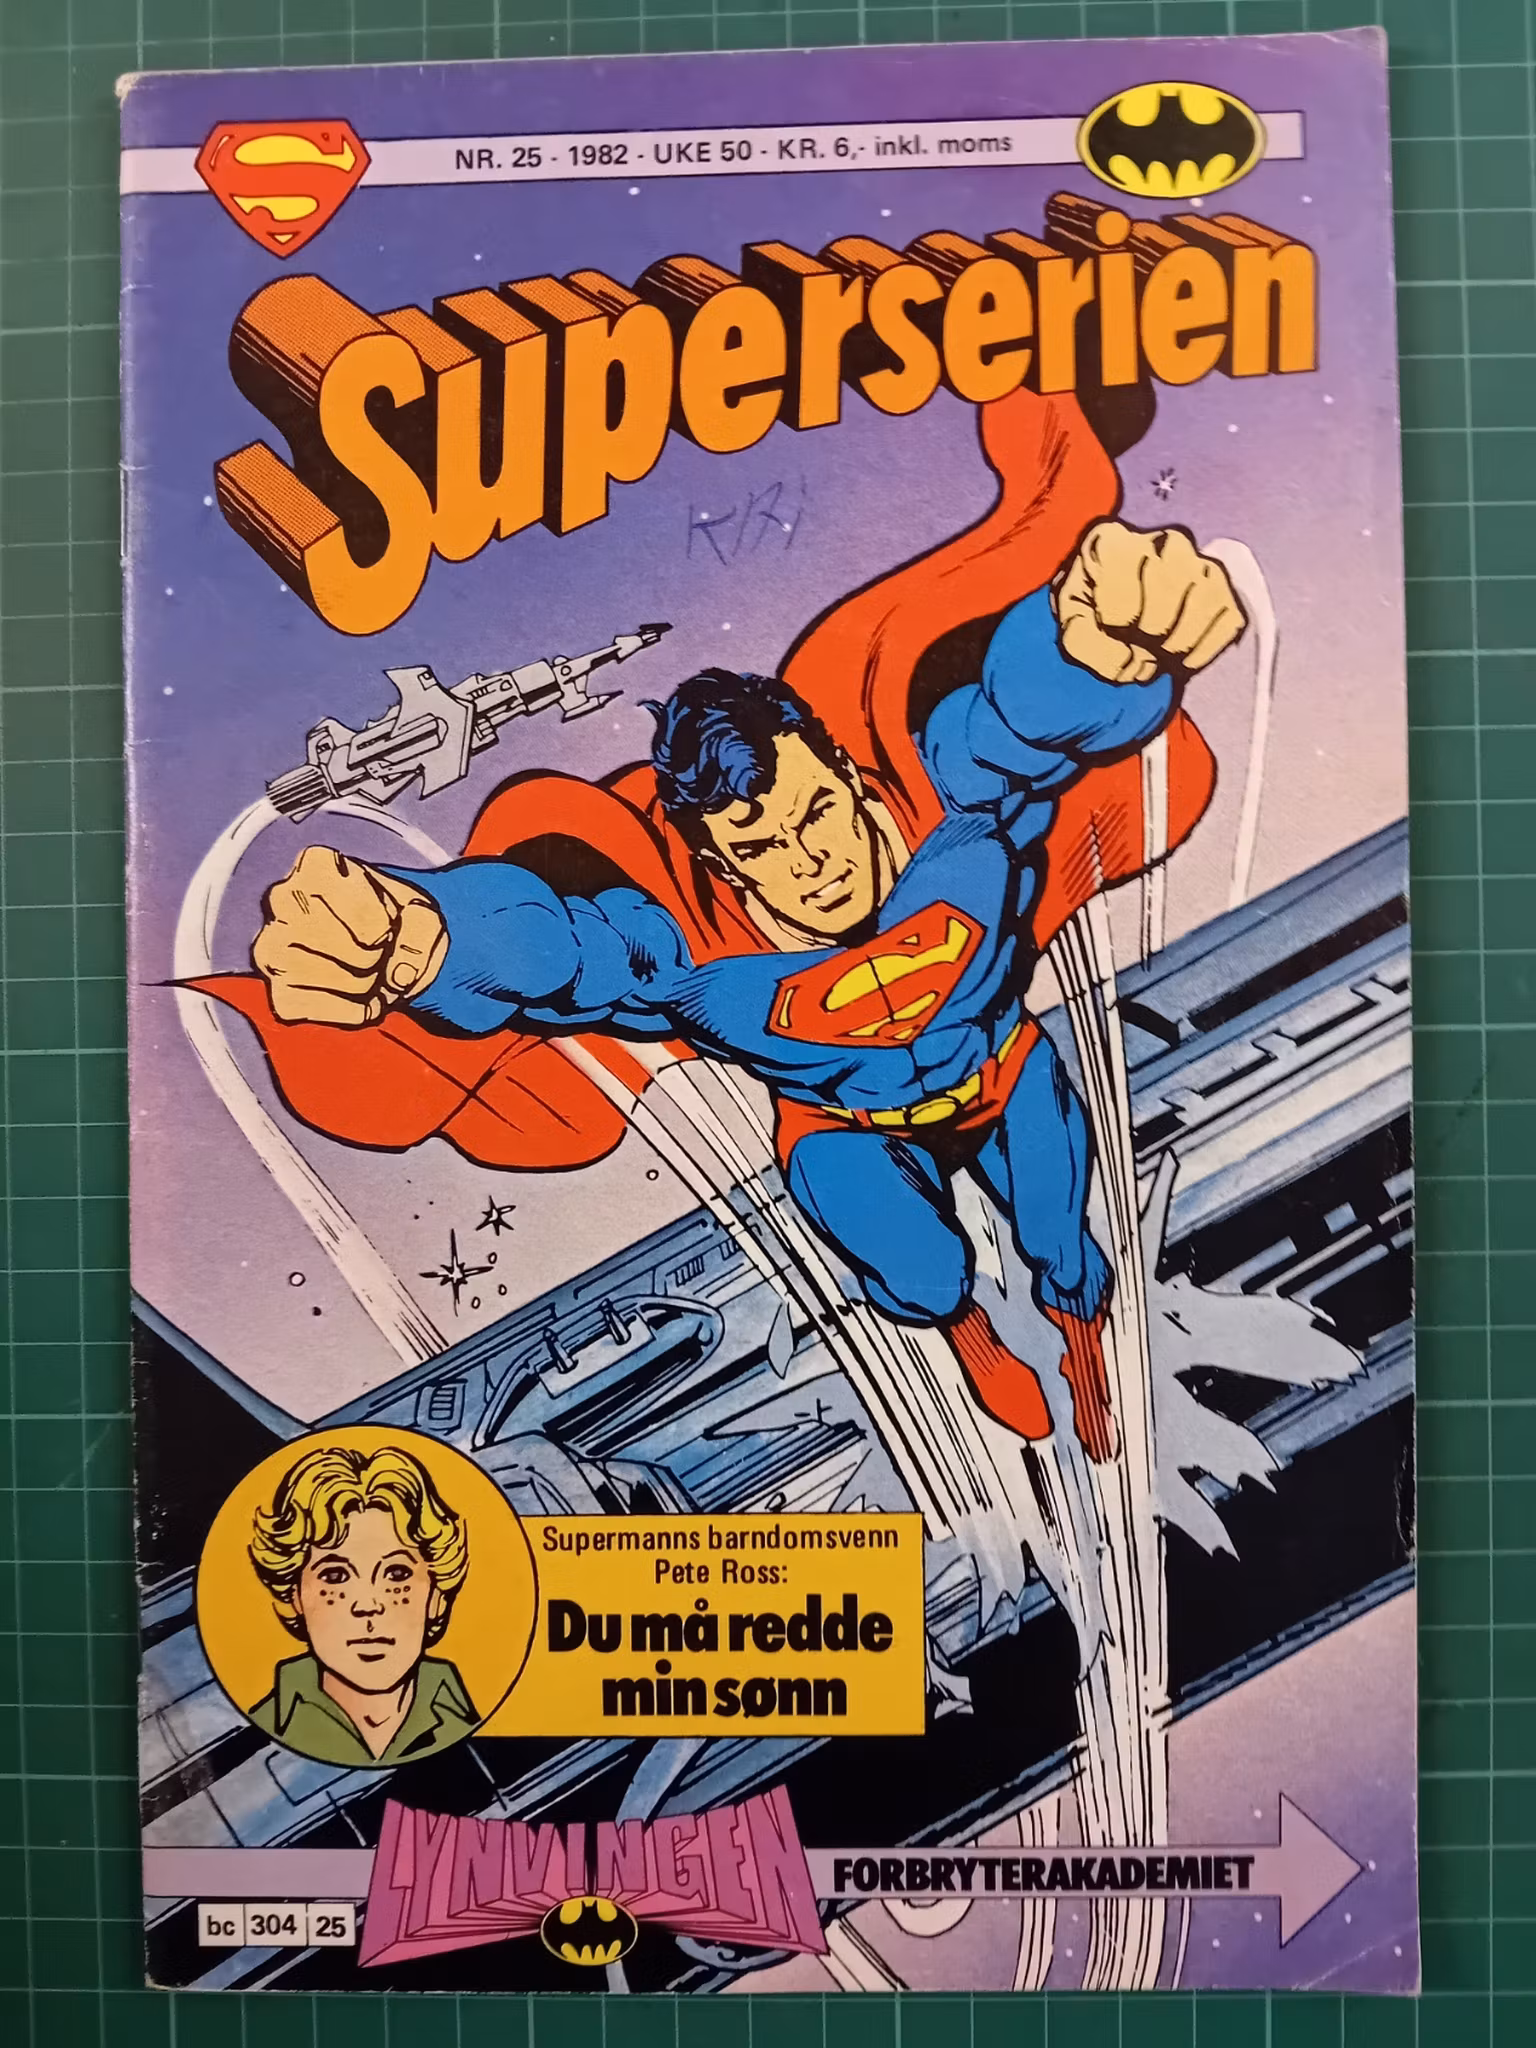 NR. 25 - 1982 - UKE 50 - KR. 6,- inkl. moms
Superserien
KIRI
Supermanns barndomsvenn
Pete Ross:
Du må redde
min sønn
LYNVINGEN
FORBRYTERAKADEMIET
bc 304 25